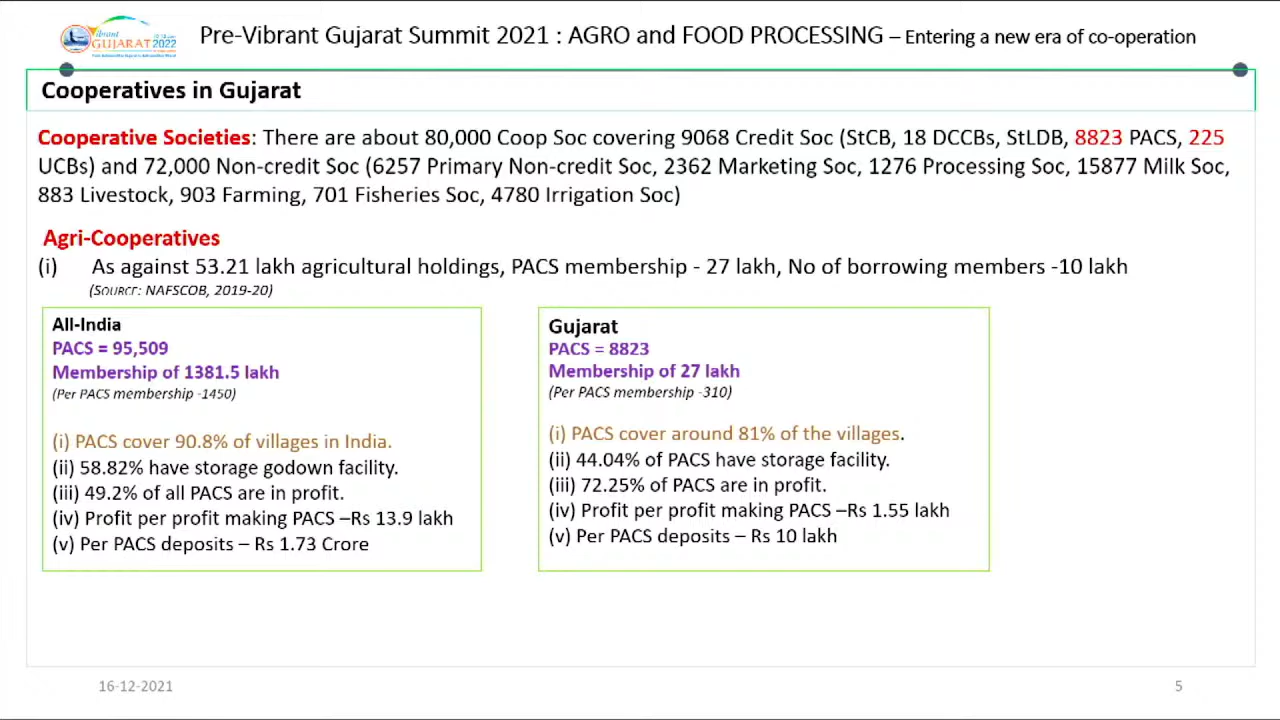 Vibrant
GUJARAT 2022
Pre-Vibrant Gujarat Summit 2021 : AGRO and FOOD PROCESSING – Entering a new era of co-operation
Cooperatives in Gujarat
Cooperative Societies: There are about 80,000 Coop Soc covering 9068 Credit Soc (StCB, 18 DCCBs, StLDB, 8823 PACS, 225
UCBs) and 72,000 Non-credit Soc (6257 Primary Non-credit Soc, 2362 Marketing Soc, 1276 Processing Soc, 15877 Milk Soc,
883 Livestock, 903 Farming, 701 Fisheries Soc, 4780 Irrigation Soc)
Agri-Cooperatives
(i) As against 53.21 lakh agricultural holdings, PACS membership - 27 lakh, No of borrowing members -10 lakh
(SOURCE: NAFSCOB, 2019-20)
All-India
PACS = 95,509
Membership of 1381.5 lakh
(Per PACS membership -1450)
(i) PACS cover 90.8% of villages in India.
(ii) 58.82% have storage godown facility.
(iii) 49.2% of all PACS are in profit.
(iv) Profit per profit making PACS –Rs 13.9 lakh
(v) Per PACS deposits – Rs 1.73 Crore
Gujarat
PACS = 8823
Membership of 27 lakh
(Per PACS membership -310)
(i) PACS cover around 81% of the villages.
(ii) 44.04% of PACS have storage facility.
(iii) 72.25% of PACS are in profit.
(iv) Profit per profit making PACS –Rs 1.55 lakh
(v) Per PACS deposits – Rs 10 lakh
16-12-2021
5